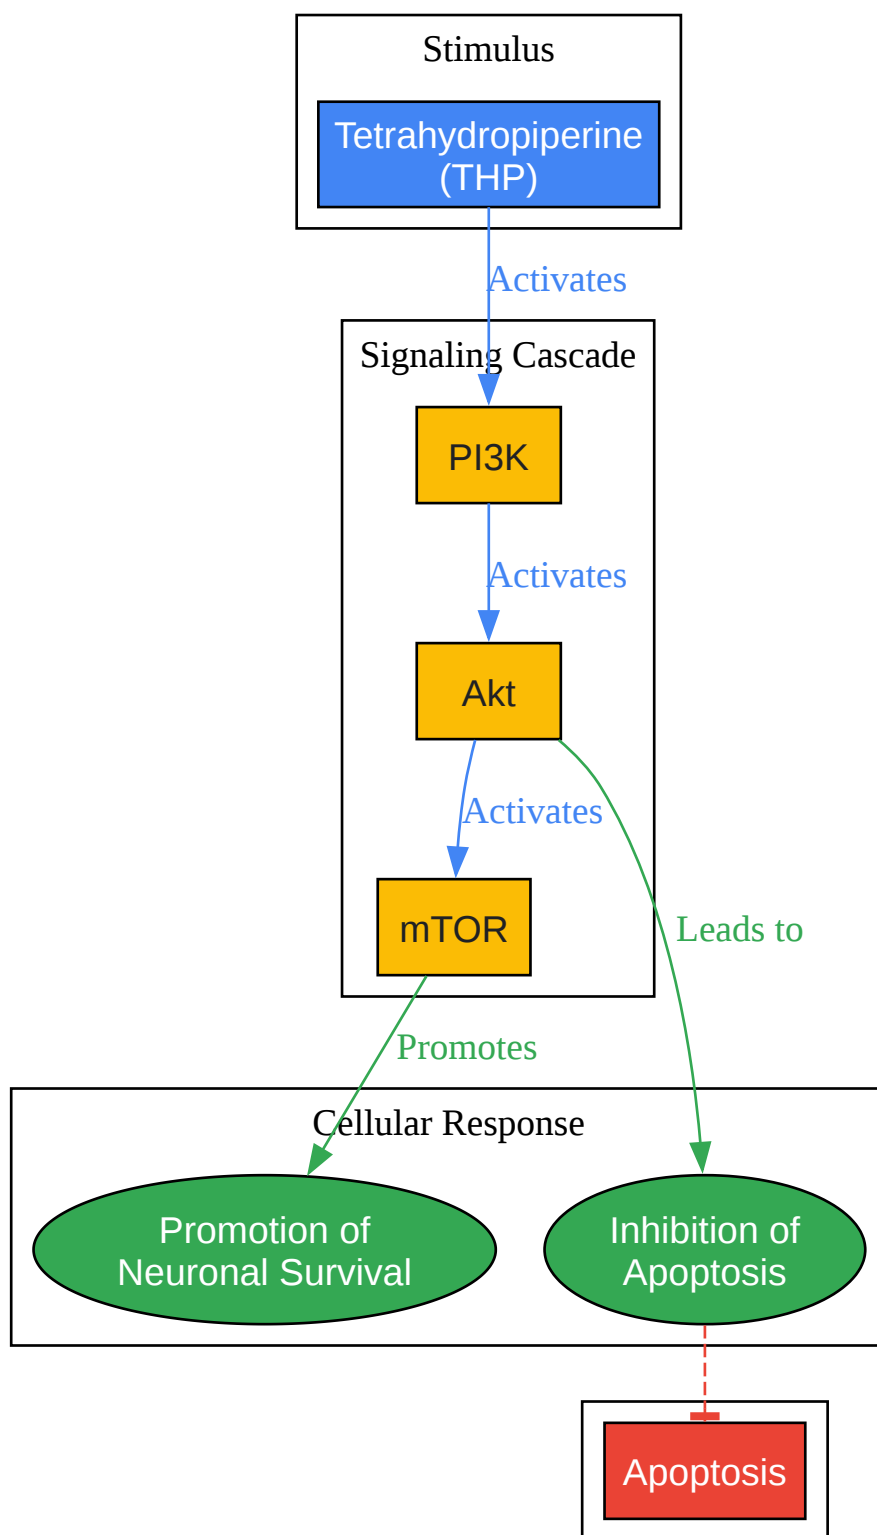 Stimulus
Tetrahydropiperine
(THP)
Activates
Signaling Cascade
PI3K
Activates
Akt
Activates
mTOR
Leads to
Promotes
Cellular Response
Promotion of
Neuronal Survival
Inhibition of
Apoptosis
Apoptosis